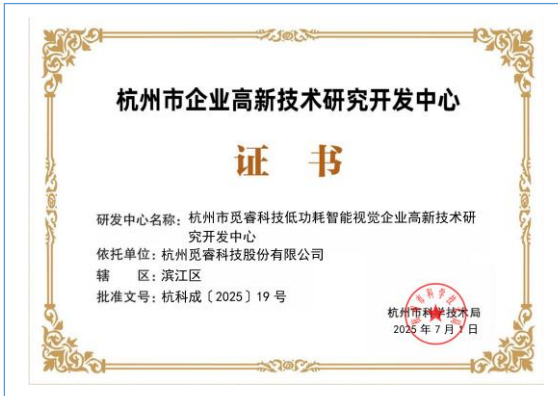 杭州市企业高新技术研究开发中心
证 书
研发中心名称：杭州市觅睿科技低功耗智能视觉企业高新技术研
究开发中心
依托单位：杭州觅睿科技股份有限公司
辖 区：滨江区
批准文号：杭科成〔2025〕19 号
杭州市科学技术局
2025 年 7 月 1 日